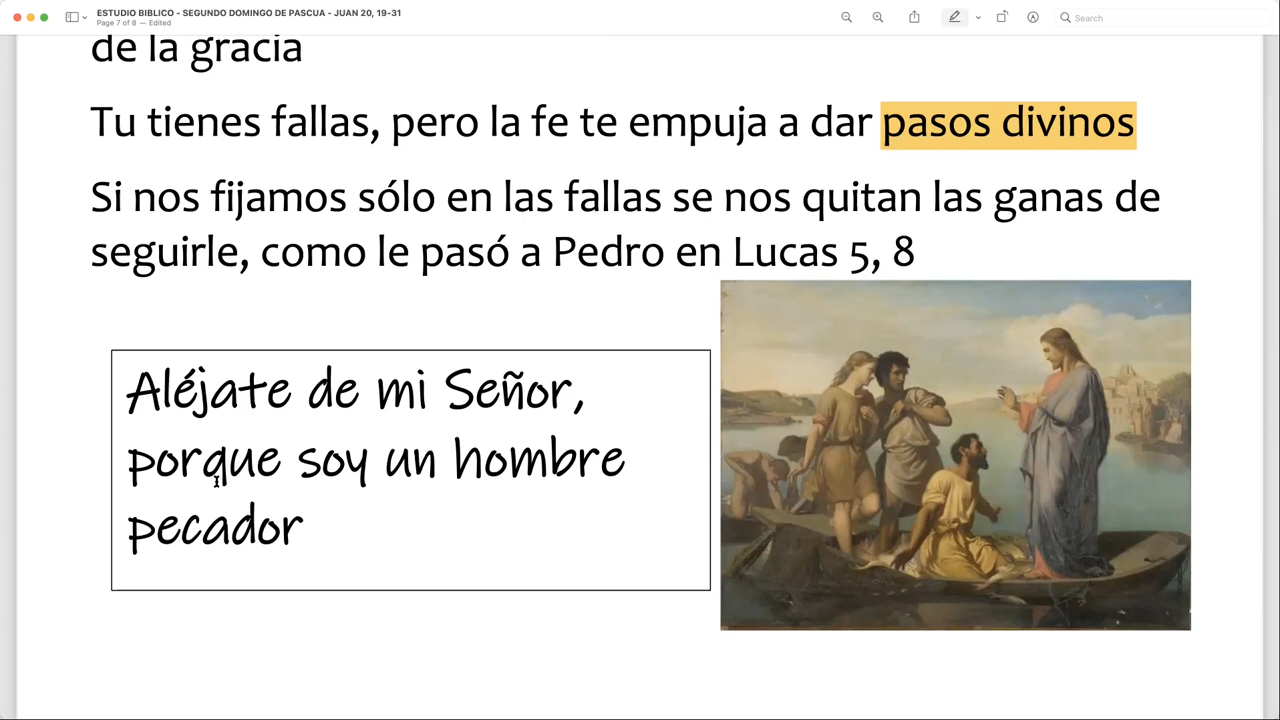 ESTUDIO BIBLICO - SEGUNDO DOMINGO DE PASCUA - JUAN 20, 19-31
Page 7 of 8 — Edited
Search
de la gracia
Tu tienes fallas, pero la fe te empuja a dar pasos divinos
Si nos fijamos sólo en las fallas se nos quitan las ganas de
seguirle, como le pasó a Pedro en Lucas 5, 8
Aléjate de mi Señor,
porque soy un hombre
pecador